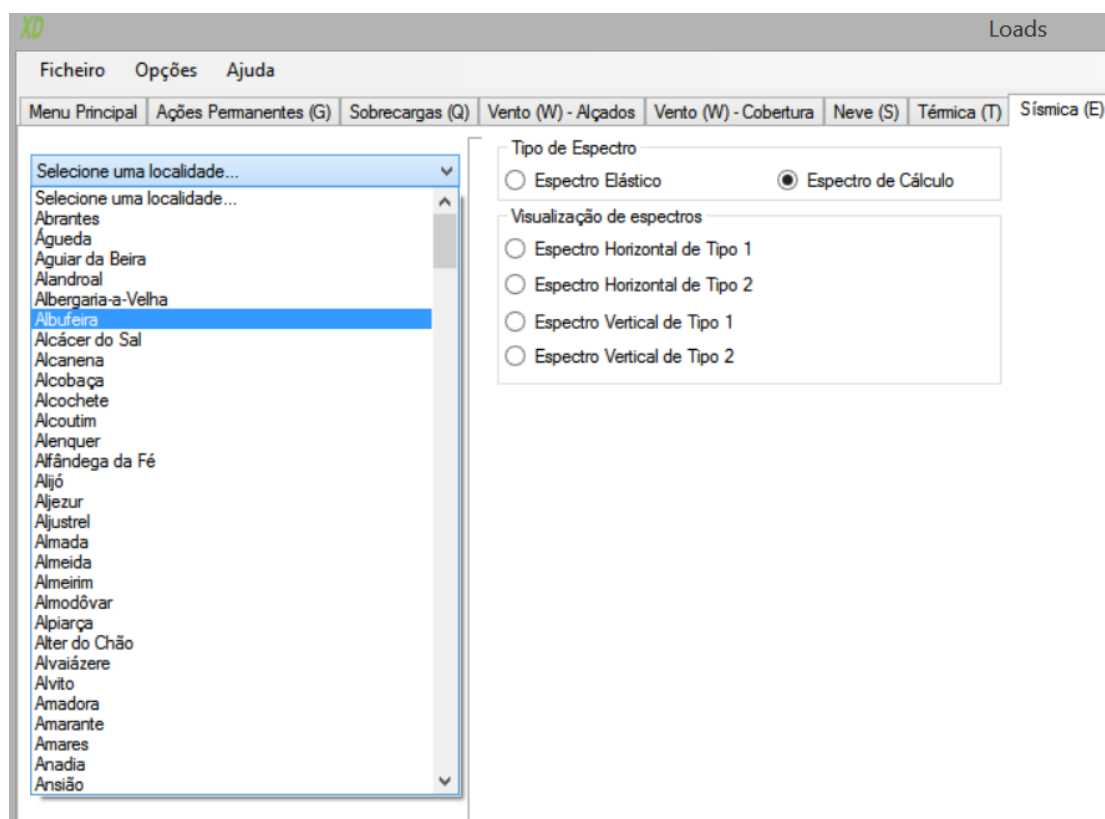 XD
Loads
Ficheiro Opções Ajuda
Menu Principal Ações Permanentes (G) Sobrecargas (Q) Vento (W) - Alçados Vento (W) - Cobertura Neve (S) Térmica (T) Sísmica (E)
Selecione uma localidade...
Selecione uma localidade...
Abrantes
Águeda
Aguiar da Beira
Alandroal
Albergaria-a-Velha
Albufeira
Alcácer do Sal
Alcanena
Alcobaça
Alcochete
Alcoutim
Alenquer
Alfândega da Fé
Alijó
Aljezur
Aljustrel
Almada
Almeida
Almeirim
Almodôvar
Alpiarça
Alter do Chão
Alvaiázere
Alvito
Amadora
Amarante
Amares
Anadia
Ansião
Tipo de Espectro
Espectro Elástico Espectro de Cálculo
Visualização de espectros
Espectro Horizontal de Tipo 1
Espectro Horizontal de Tipo 2
Espectro Vertical de Tipo 1
Espectro Vertical de Tipo 2